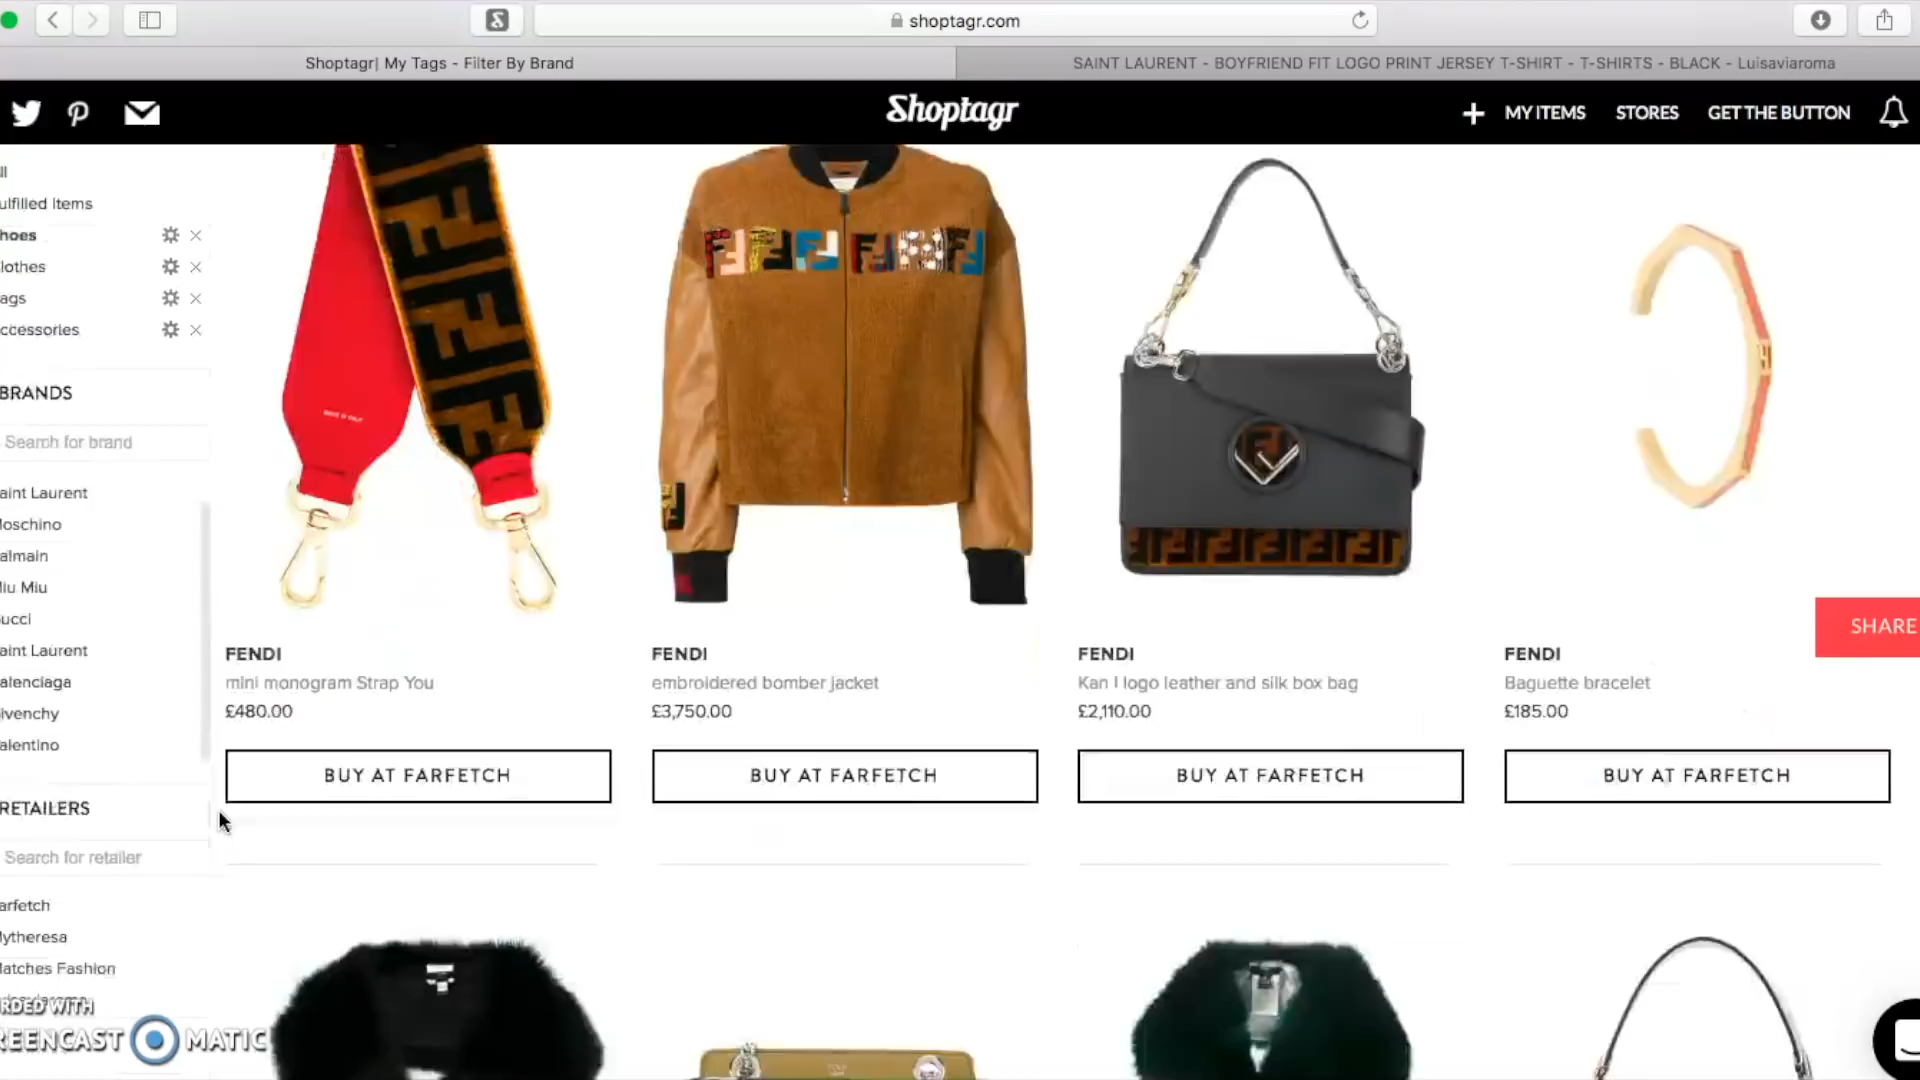 shoptagr.com
Shoptagr| My Tags - Filter By Brand
SAINT LAURENT - BOYFRIEND FIT LOGO PRINT JERSEY T-SHIRT - T-SHIRTS - BLACK - Luisaviaroma
Shoptagr
MY ITEMS
STORES
GET THE BUTTON
ll
ulfilled Items
hoes
lothes
ags
ccessories
BRANDS
Search for brand
aint Laurent
oschino
almain
iu Miu
ucci
aint Laurent
alenciaga
ivenchy
alentino
RETAILERS
Search for retailer
arfetch
ytheresa
atches Fashion
RDED WITH
REENCAST MATIC
FENDI
mini monogram Strap You
£480.00
BUY AT FARFETCH
FENDI
embroidered bomber jacket
£3,750.00
BUY AT FARFETCH
FENDI
Kan I logo leather and silk box bag
£2,110.00
BUY AT FARFETCH
FENDI
Baguette bracelet
£185.00
BUY AT FARFETCH
SHARE